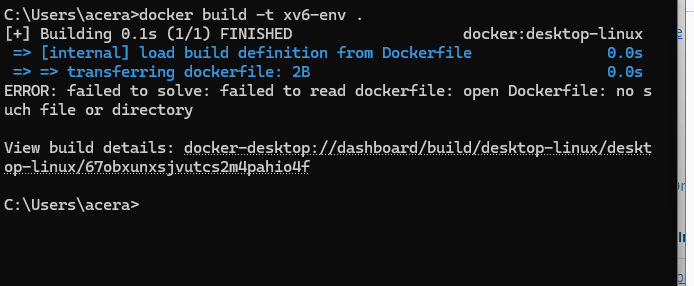 C:\Users\acera>docker build -t xv6-env .
[+] Building 0.1s (1/1) FINISHED docker:desktop-linux
=> [internal] load build definition from Dockerfile 0.0s
=> => transferring dockerfile: 2B 0.0s
ERROR: failed to solve: failed to read dockerfile: open Dockerfile: no s
uch file or directory
View build details: docker-desktop://dashboard/build/desktop-linux/deskt
op-linux/67obxunxsjvutcs2m4pahio4f
C:\Users\acera>